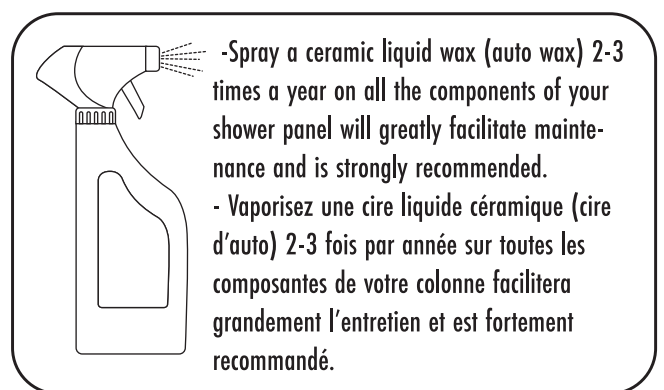 -Spray a ceramic liquid wax (auto wax) 2-3
times a year on all the components of your
shower panel will greatly facilitate mainte-
nance and is strongly recommended.
- Vaporisez une cire liquide céramique (cire
d'auto) 2-3 fois par année sur toutes les
composantes de votre colonne facilitera
grandement l'entretien et est fortement
recommandé.